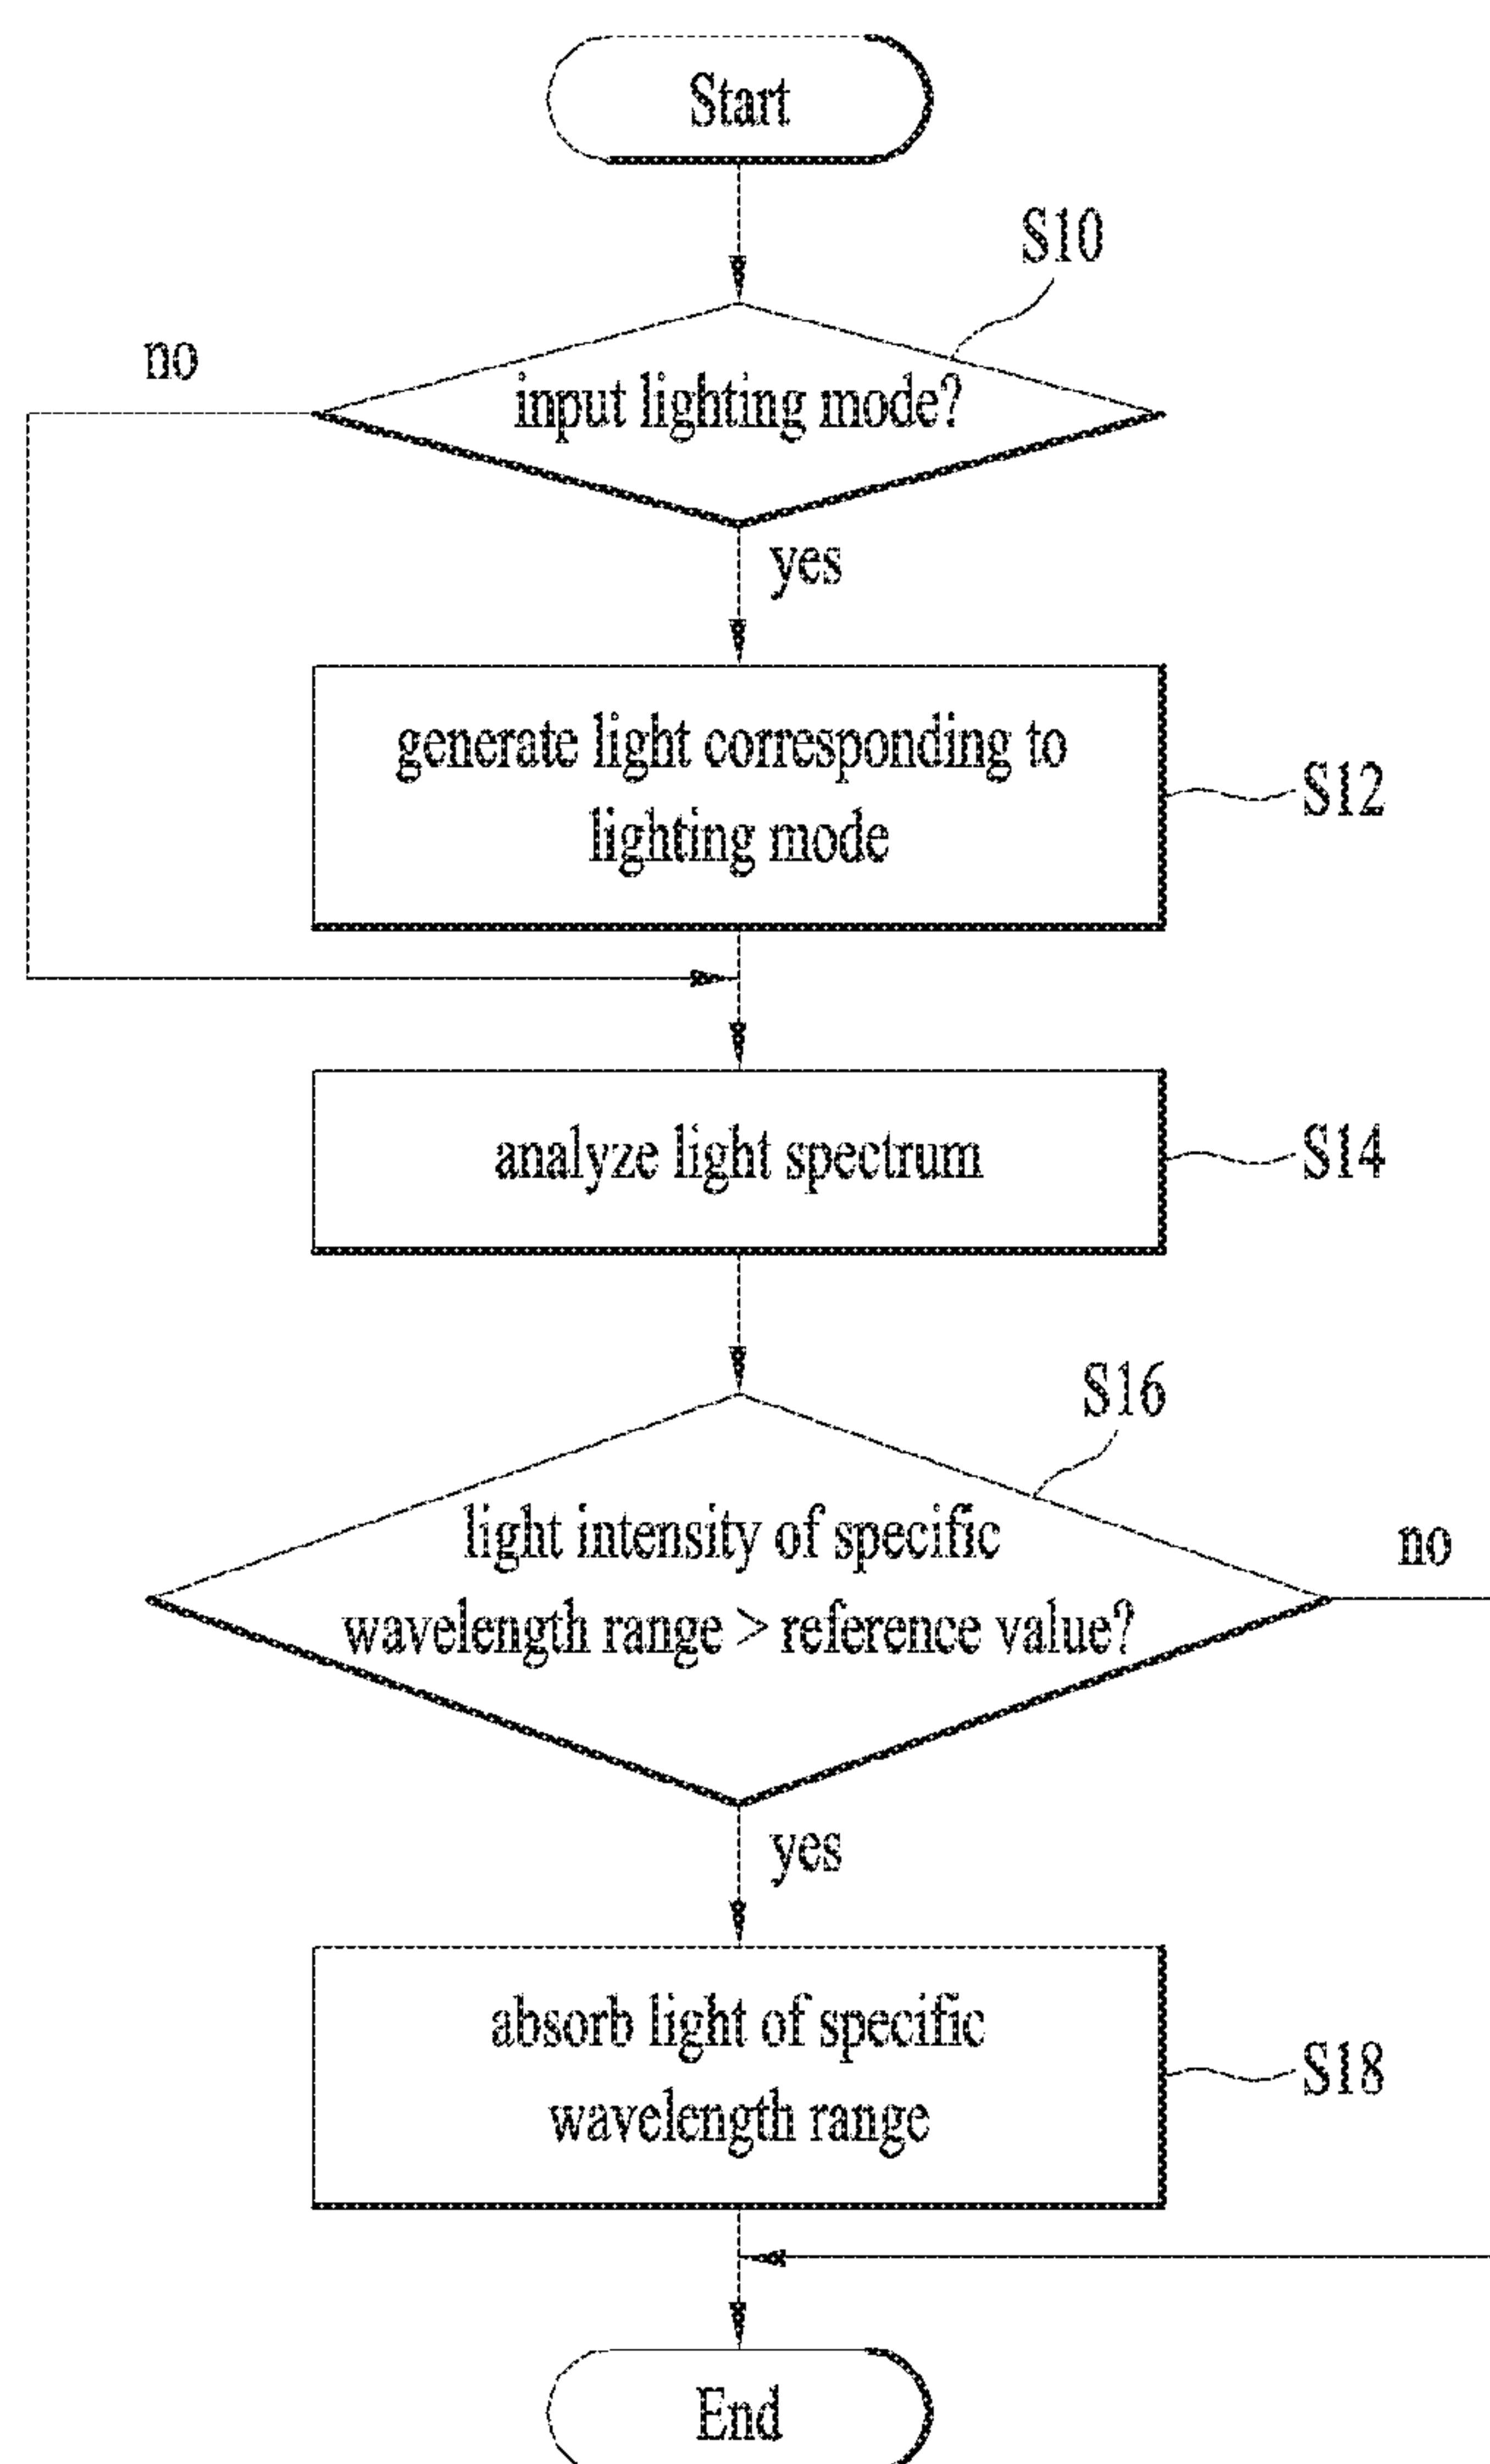 Start
S10
no
input lighting mode?
yes
generate light corresponding to
lighting mode
S12
analyze light spectrum
S14
S16
light intensity of specific
wavelength range > reference value?
no
yes
absorb light of specific
wavelength range
S18
End